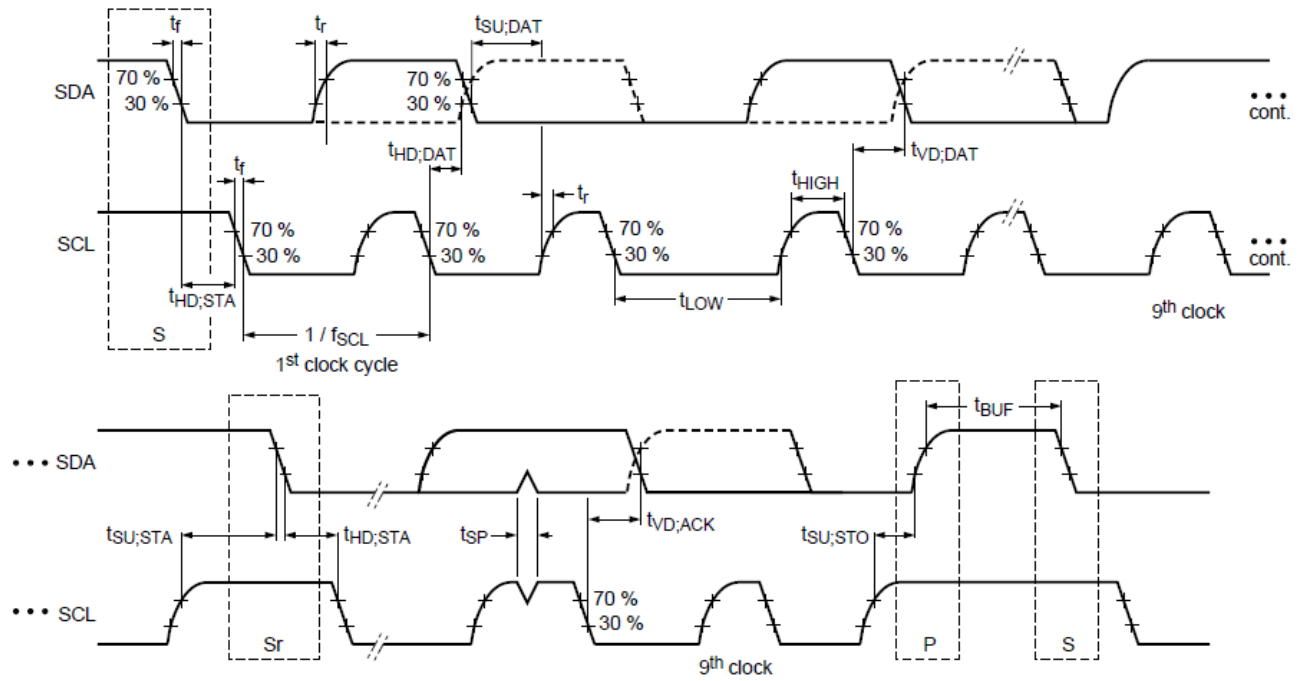 tf tr tSU;DAT
70 % 70 %
SDA
30 % 30 %
••• cont.
tHD;DAT tVD;DAT
tf tr tHIGH
70 % 70 % 70 % 70 %
SCL
30 % 30 % 30 % 30 %
••• cont.
tHD;STA tLOW
S 1 / fSCL 9th clock
1st clock cycle
tBUF
••• SDA
tSU;STA tHD;STA tSP tVD;ACK tSU;STO
70 %
••• SCL
30 %
Sr P S
9th clock